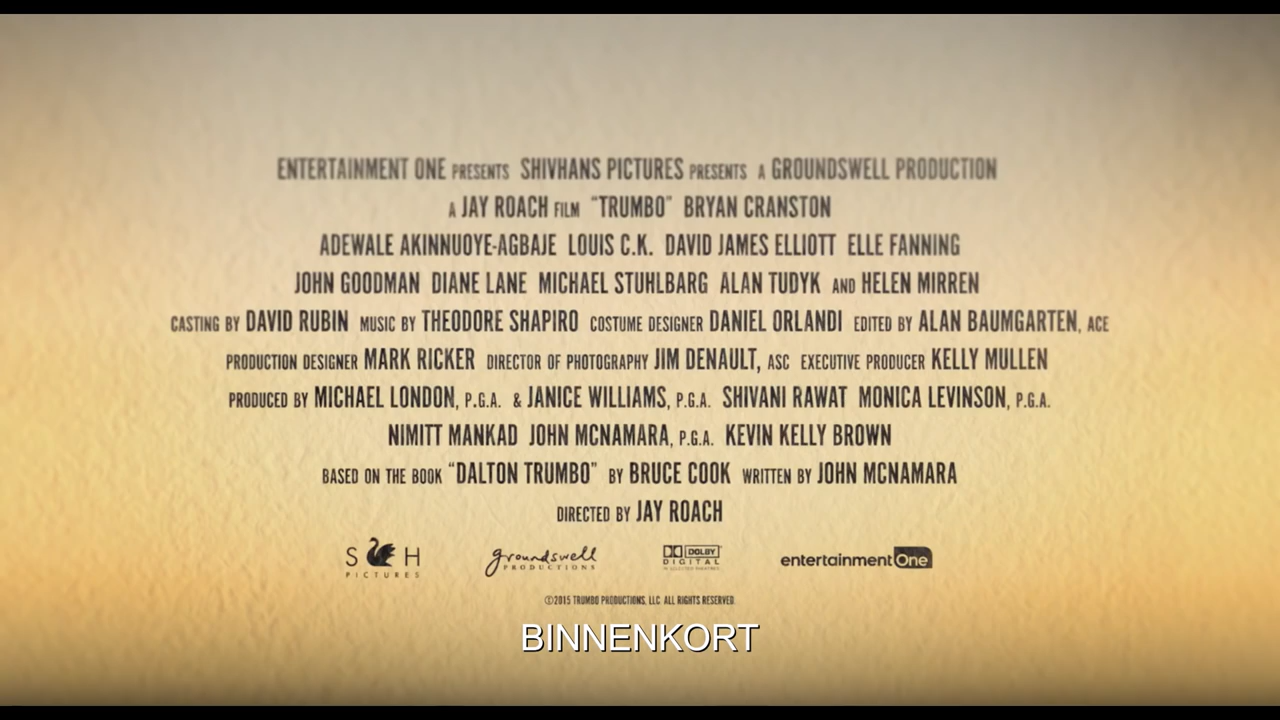 ENTERTAINMENT ONE PRESENTS SHIVHANS PICTURES PRESENTS A GROUNDSWELL PRODUCTION
A JAY ROACH FILM "TRUMBO" BRYAN CRANSTON
ADEWALE AKINNUOYE-AGBAJE LOUIS C.K. DAVID JAMES ELLIOTT ELLE FANNING
JOHN GOODMAN DIANE LANE MICHAEL STUHLBARG ALAN TUDYK AND HELEN MIRREN
CASTING BY DAVID RUBIN MUSIC BY THEODORE SHAPIRO COSTUME DESIGNER DANIEL ORLANDI EDITED BY ALAN BAUMGARTEN, ACE
PRODUCTION DESIGNER MARK RICKER DIRECTOR OF PHOTOGRAPHY JIM DENAULT, ASC EXECUTIVE PRODUCER KELLY MULLEN
PRODUCED BY MICHAEL LONDON, P.G.A. & JANICE WILLIAMS, P.G.A. SHIVANI RAWAT MONICA LEVINSON, P.G.A.
NIMITT MANKAD JOHN MCNAMARA, P.G.A. KEVIN KELLY BROWN
BASED ON THE BOOK "DALTON TRUMBO" BY BRUCE COOK WRITTEN BY JOHN MCNAMARA
DIRECTED BY JAY ROACH
S H PICTURES
groundswell PRODUCTIONS
DOLBY DIGITAL
IN SELECTED THEATRES
entertainment One
©2015 TRUMBO PRODUCTIONS, LLC ALL RIGHTS RESERVED.
BINNENKORT